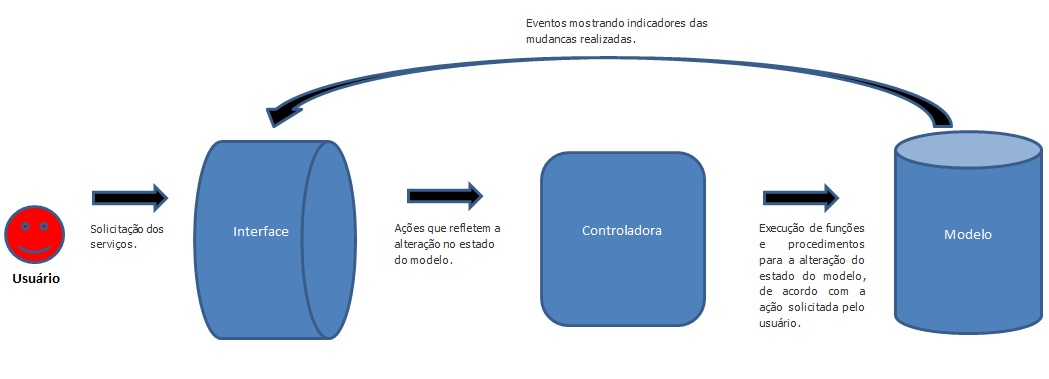 Eventos mostrando indicadores das
mudancas realizadas.
Solicitação dos
serviços.
Usuário
Interface
Ações que refletem a
alteração no estado
do modelo.
Controladora
Execução de funções
e procedimentos
para a alteração do
estado do modelo,
de acordo com a
ação solicitada pelo
usuário.
Modelo